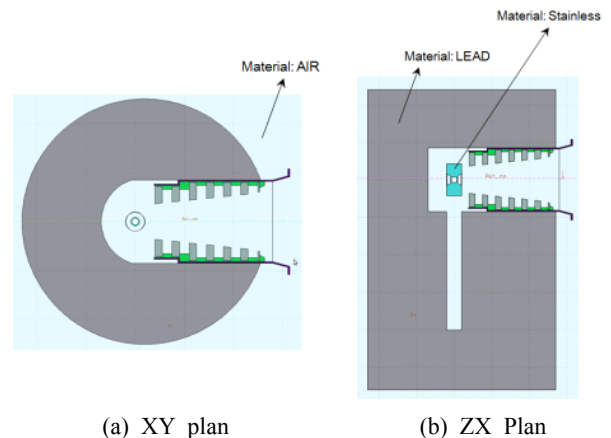 Material: Stainless
Material: AIR
Material: LEAD
(a) XY plan
(b) ZX Plan